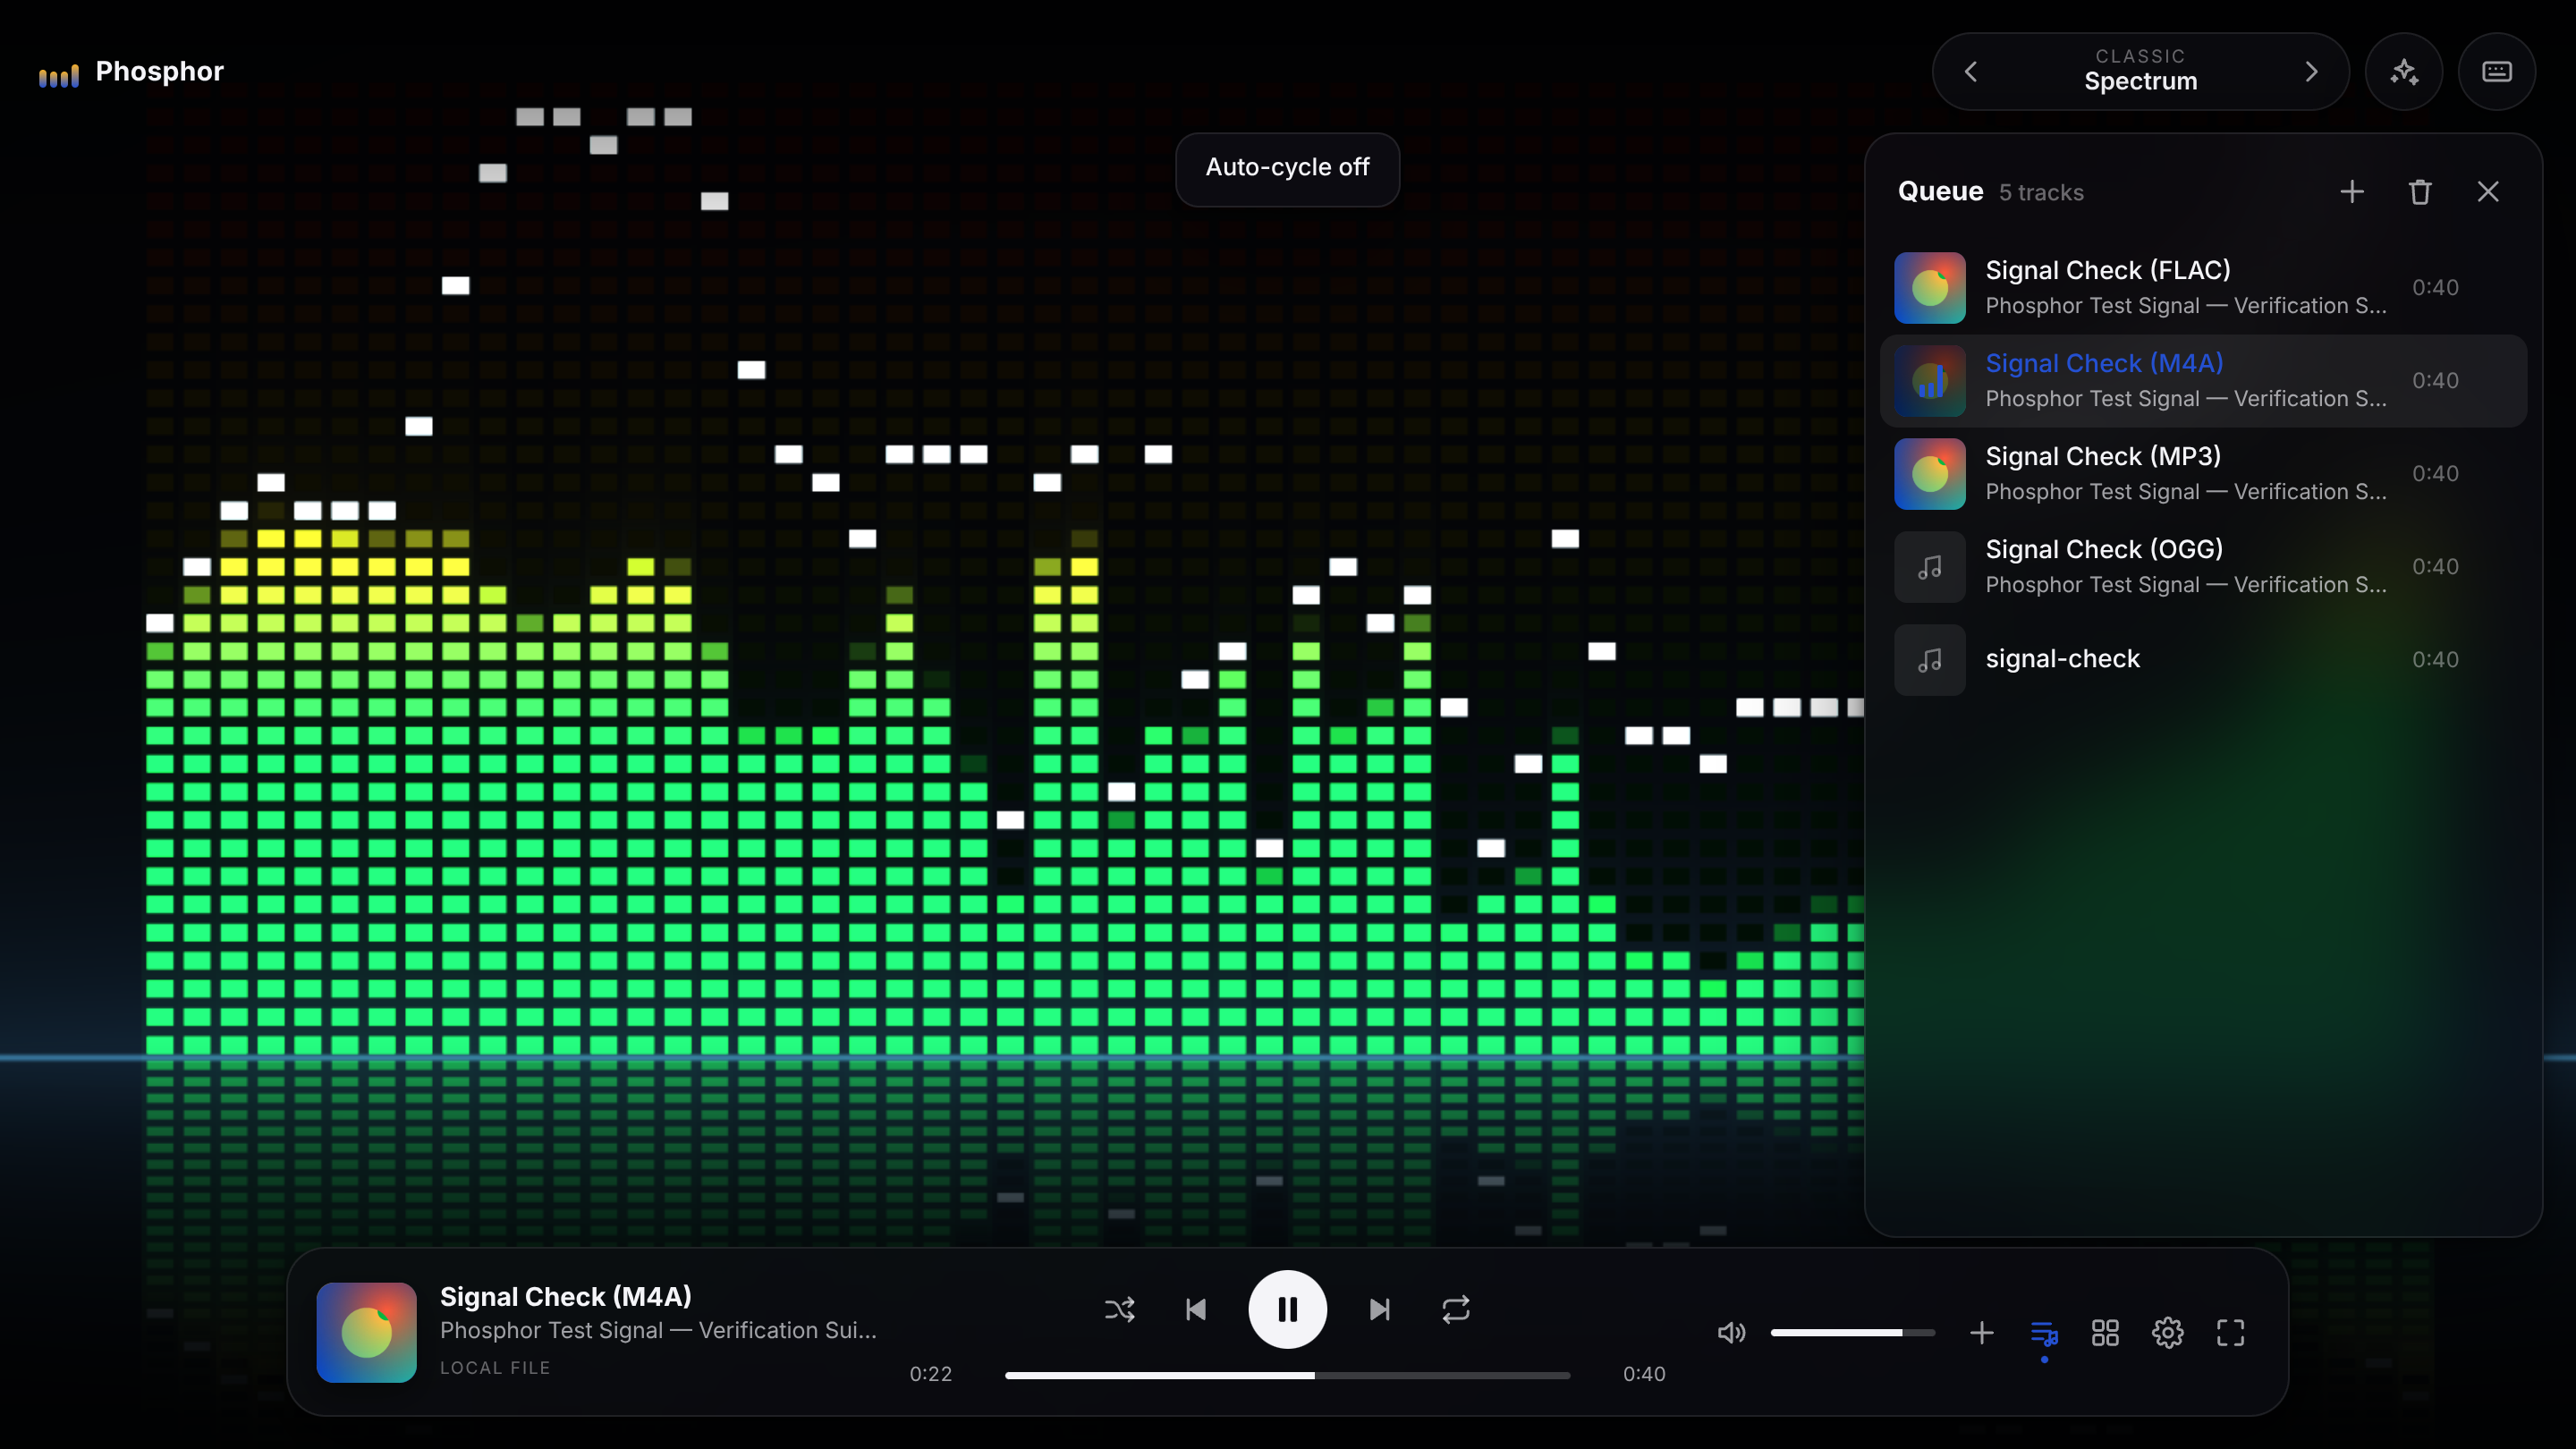 Phosphor
CLASSIC
Spectrum
Auto-cycle off
Queue 5 tracks
Signal Check (FLAC)
Phosphor Test Signal — Verification S...
0:40
Signal Check (M4A)
Phosphor Test Signal — Verification S...
0:40
Signal Check (MP3)
Phosphor Test Signal — Verification S...
0:40
Signal Check (OGG)
Phosphor Test Signal — Verification S...
0:40
signal-check
0:40
Signal Check (M4A)
Phosphor Test Signal — Verification Sui...
LOCAL FILE
0:22
0:40